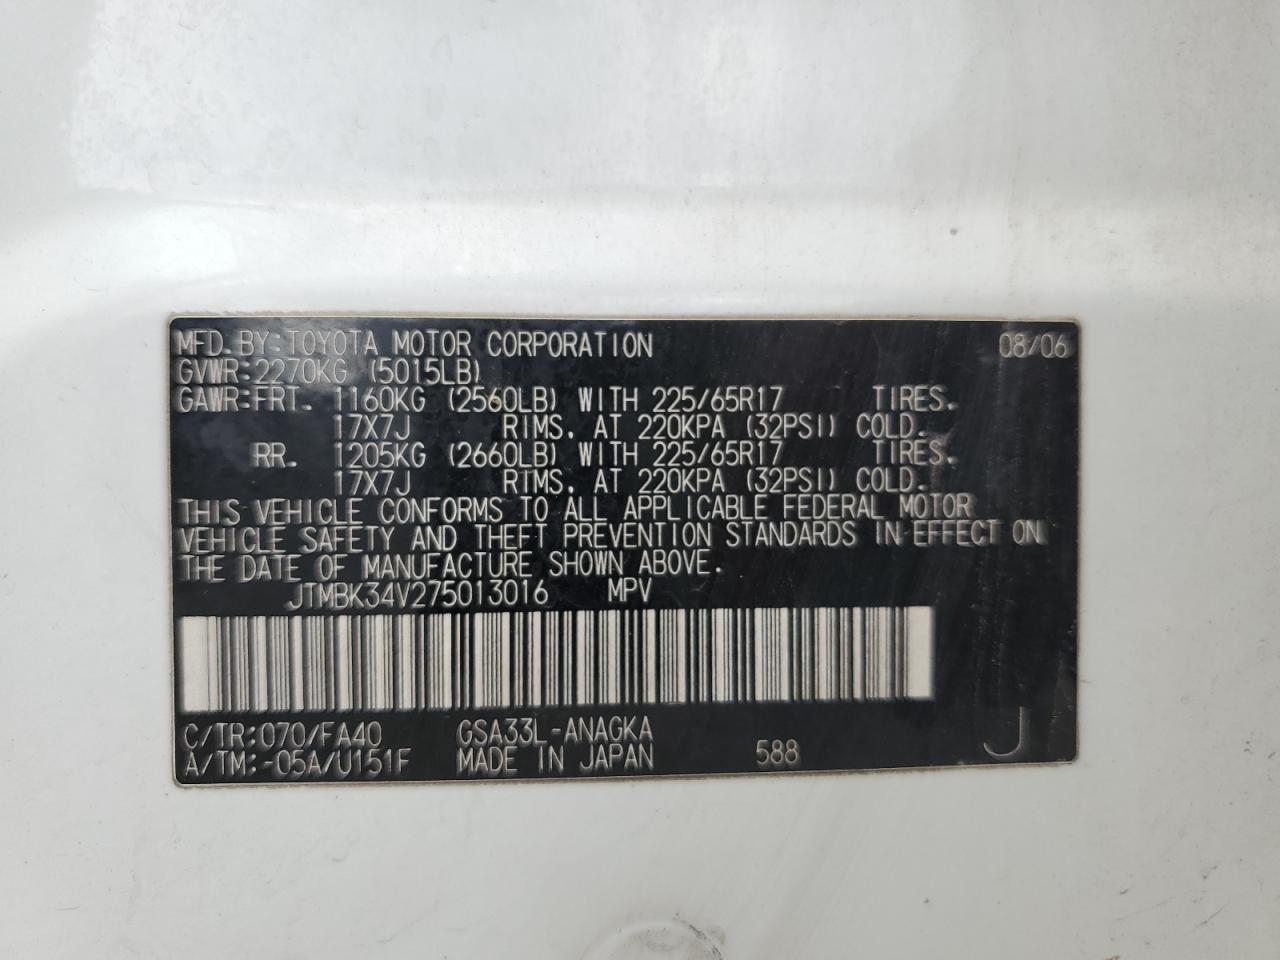 MFD. BY: TOYOTA MOTOR CORPORATION 08/06
GVWR: 2270KG (5015LB)
GAWR: FRT. 1160KG (2560LB) WITH 225/65R17 TIRES.
17X7J RIMS, AT 220KPA (32PSI) COLD.
RR. 1205KG (2660LB) WITH 225/65R17 TIRES.
17X7J RIMS, AT 220KPA (32PSI) COLD.
THIS VEHICLE CONFORMS TO ALL APPLICABLE FEDERAL MOTOR
VEHICLE SAFETY AND THEFT PREVENTION STANDARDS IN EFFECT ON
THE DATE OF MANUFACTURE SHOWN ABOVE.
JTMBK34V275013016 MPV
C/TR: 070/FA40 GSA33L-ANAGKA
A/TM: -05A/U151F MADE IN JAPAN 588 J